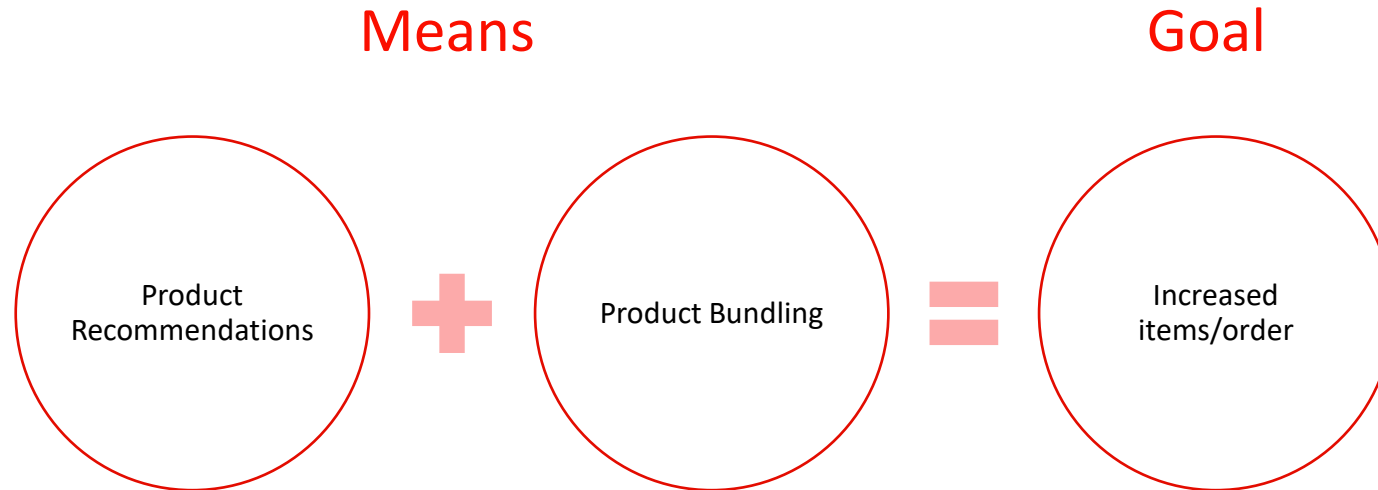 Means
Goal
Product
Recommendations
Product Bundling
Increased
items/order